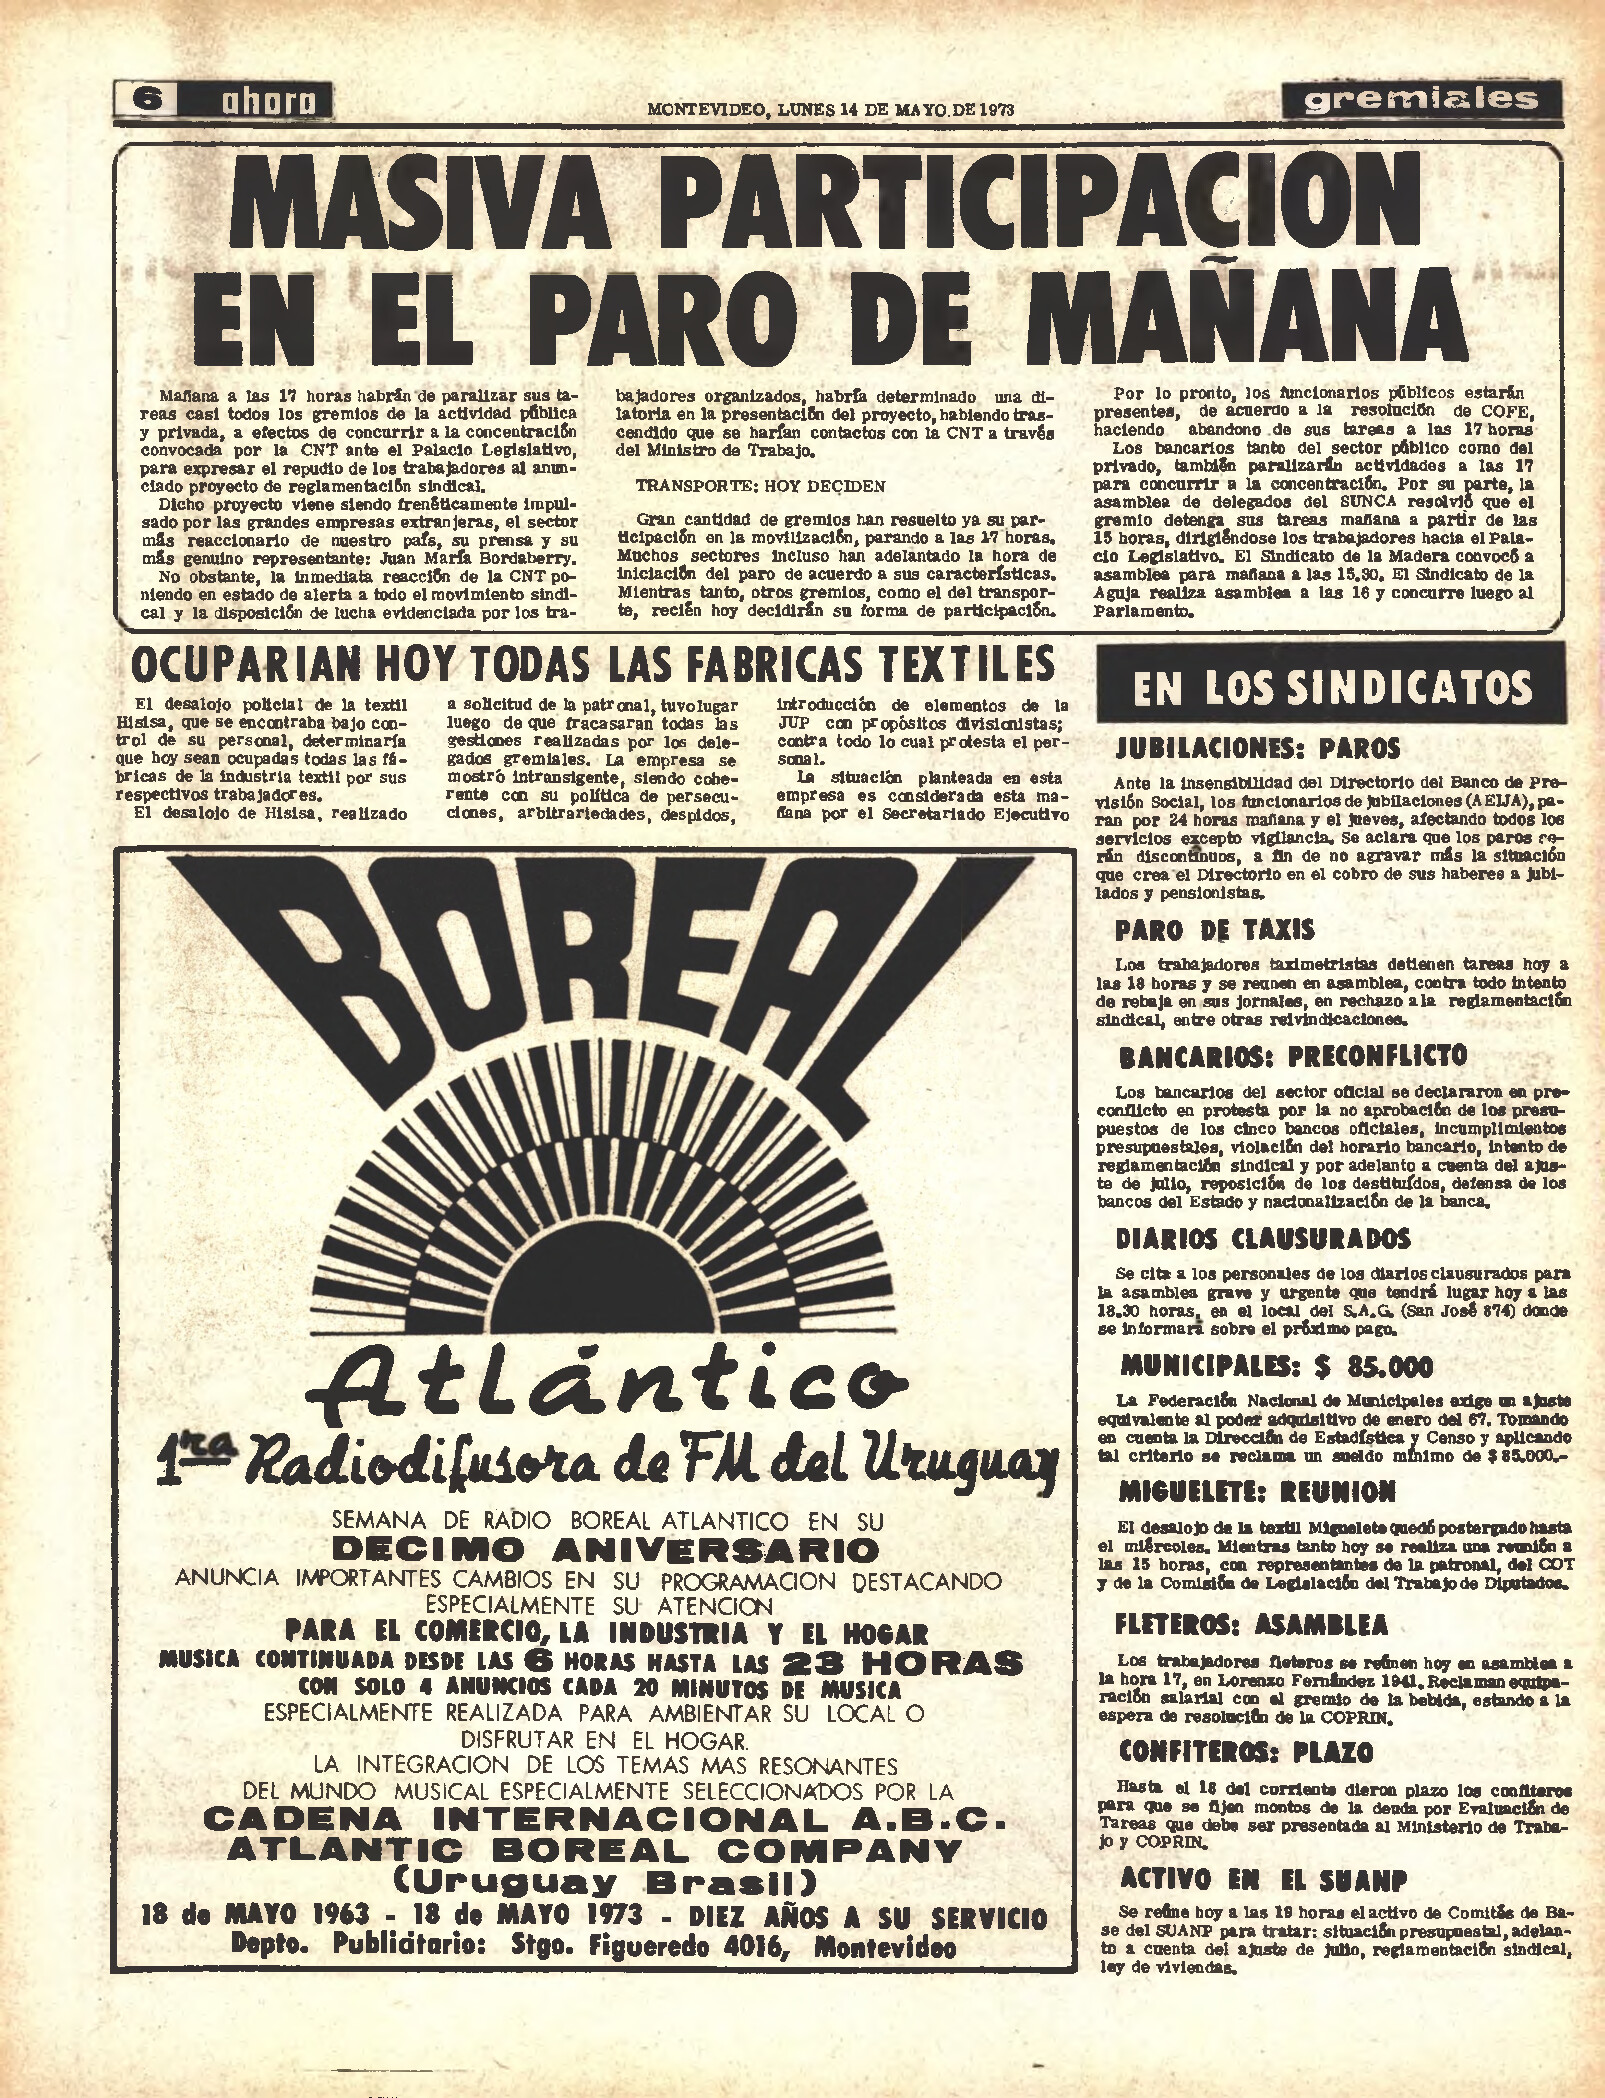 6 ahora
MONTEVIDEO, LUNES 14 DE MAYO.DE 1973
gremiales
MASIVA PARTICIPACION
EN EL PARO DE MAÑANA
Mañana a las 17 horas habrán de paralizar sus ta-
reas casi todos los gremios de la actividad pública
y privada, a efectos de concurrir a la concentración
convocada por la CNT ante el Palacio Legislativo,
para expresar el repudio de los trabajadores al anun-
ciado proyecto de reglamentación sindical.
Dicho proyecto viene siendo frenéticamente impul-
sado por las grandes empresas extranjeras, el sector
más reaccionario de nuestro país, su prensa y su
más genuino representante: Juan María Bordaberry.
No obstante, la inmediata reacción de la CNT po-
niendo en estado de alerta a todo el movimiento sindi-
cal y la disposición de lucha evidenciada por los tra-
bajadores organizados, habría determinado una di-
latoria en la presentación del proyecto, habiendo tras-
cendido que se harían contactos con la CNT a través
del Ministro de Trabajo.
TRANSPORTE: HOY DECIDEN
Gran cantidad de gremios han resuelto ya su par-
ticipación en la movilización, parando a las 17 horas.
Muchos sectores incluso han adelantado la hora de
iniciación del paro de acuerdo a sus características.
Mientras tanto, otros gremios, como el del transpor-
te, recién hoy decidirán su forma de participación.
Por lo pronto, los funcionarios públicos estarán
presentes, de acuerdo a la resolución de COFE,
haciendo abandono de sus tareas a las 17 horas
Los bancarios tanto del sector público como del
privado, también paralizarán actividades a las 17
para concurrir a la concentración. Por su parte, la
asamblea de delegados del SUNCA resolvió que el
gremio detenga sus tareas mañana a partir de las
15 horas, dirigiéndose los trabajadores hacia el Pala-
cio Legislativo. El Sindicato de la Madera convocó a
asamblea para mañana a las 15.30. El Sindicato de la
Aguja realiza asamblea a las 16 y concurre luego al
Parlamento.
OCUPARIAN HOY TODAS LAS FABRICAS TEXTILES
El desalojo policial de la textil
Hisisa, que se encontraba bajo con-
trol de su personal, determinaría
que hoy sean ocupadas todas las fá-
bricas de la industria textil por sus
respectivos trabajadores.
El desalojo de Hisisa, realizado
a solicitud de la patronal, tuvo lugar
luego de que fracasaran todas las
gestiones realizadas por los dele-
gados gremiales. La empresa se
mostró intransigente, siendo cohe-
rente con su política de persecu-
ciones, arbitrariedades, despidos,
introducción de elementos de la
JUP con propósitos divisionistas;
contra todo lo cual protesta el per-
sonal.
La situación planteada en esta
empresa es considerada esta ma-
ñana por el Secretariado Ejecutivo
BOREAL
Atlántico
1ra Radiodifusora de FM del Uruguay
SEMANA DE RADIO BOREAL ATLANTICO EN SU
DECIMO ANIVERSARIO
ANUNCIA IMPORTANTES CAMBIOS EN SU PROGRAMACION DESTACANDO
ESPECIALMENTE SU ATENCION
PARA EL COMERCIO, LA INDUSTRIA Y EL HOGAR
MUSICA CONTINUADA DESDE LAS 6 HORAS HASTA LAS 23 HORAS
CON SOLO 4 ANUNCIOS CADA 20 MINUTOS DE MUSICA
ESPECIALMENTE REALIZADA PARA AMBIENTAR SU LOCAL O
DISFRUTAR EN EL HOGAR.
LA INTEGRACION DE LOS TEMAS MAS RESONANTES
DEL MUNDO MUSICAL ESPECIALMENTE SELECCIONADOS POR LA
CADENA INTERNACIONAL A.B.C.
ATLANTIC BOREAL COMPANY
(Uruguay Brasil)
18 de MAYO 1963 - 18 de MAYO 1973 - DIEZ AÑOS A SU SERVICIO
Depto. Publicitario: Stgo. Figueredo 4016, Montevideo
EN LOS SINDICATOS
JUBILACIONES: PAROS
Ante la insensibilidad del Directorio del Banco de Pre-
visión Social, los funcionarios de jubilaciones (AEIJA), pa-
ran por 24 horas mañana y el jueves, afectando todos los
servicios excepto vigilancia. Se aclara que los paros se-
rán discontínuos, a fin de no agravar más la situación
que crea el Directorio en el cobro de sus haberes a jubi-
lados y pensionistas.
PARO DE TAXIS
Los trabajadores taximetristas detienen tareas hoy a
las 18 horas y se reunen en asamblea, contra todo intento
de rebaja en sus jornales, en rechazo a la reglamentación
sindical, entre otras reivindicaciones.
BANCARIOS: PRECONFLICTO
Los bancarios del sector oficial se declararon en pre-
conflicto en protesta por la no aprobación de los presu-
puestos de los cinco bancos oficiales, incumplimientos
presupuestales, violación del horario bancario, intento de
reglamentación sindical y por adelanto a cuenta del ajus-
te de julio, reposición de los destituídos, defensa de los
bancos del Estado y nacionalización de la banca.
DIARIOS CLAUSURADOS
Se cita a los personales de los diarios clausurados para
la asamblea grave y urgente que tendrá lugar hoy a las
18.30 horas, en el local del S.A.G. (San José 874) donde
se informará sobre el próximo pago.
MUNICIPALES: $ 85.000
La Federación Nacional de Municipales exige un ajuste
equivalente al poder adquisitivo de enero del 67. Tomando
en cuenta la Dirección de Estadística y Censo y aplicando
tal criterio se reclama un sueldo mínimo de $ 85.000.-
MIGUELETE: REUNION
El desalojo de la textil Miguelete quedó postergado hasta
el miércoles. Mientras tanto hoy se realiza una reunión a
las 15 horas, con representantes de la patronal, del COT
y de la Comisión de Legislación del Trabajo de Diputados.
FLETEROS: ASAMBLEA
Los trabajadores fleteros se reúnen hoy en asamblea a
la hora 17, en Lorenzo Fernández 1941. Reclaman equipa-
ración salarial con el gremio de la bebida, estando a la
espera de resolución de la COPRIN.
CONFITEROS: PLAZO
Hasta el 18 del corriente dieron plazo los confiteros
para que se fijen montos de la deuda por Evaluación de
Tareas que debe ser presentada al Ministerio de Traba-
jo y COPRIN.
ACTIVO EN EL SUANP
Se reúne hoy a las 19 horas el activo de Comités de Ba-
se del SUANP para tratar: situación presupuestal, adelan-
to a cuenta del ajuste de julio, reglamentación sindical,
ley de viviendas.